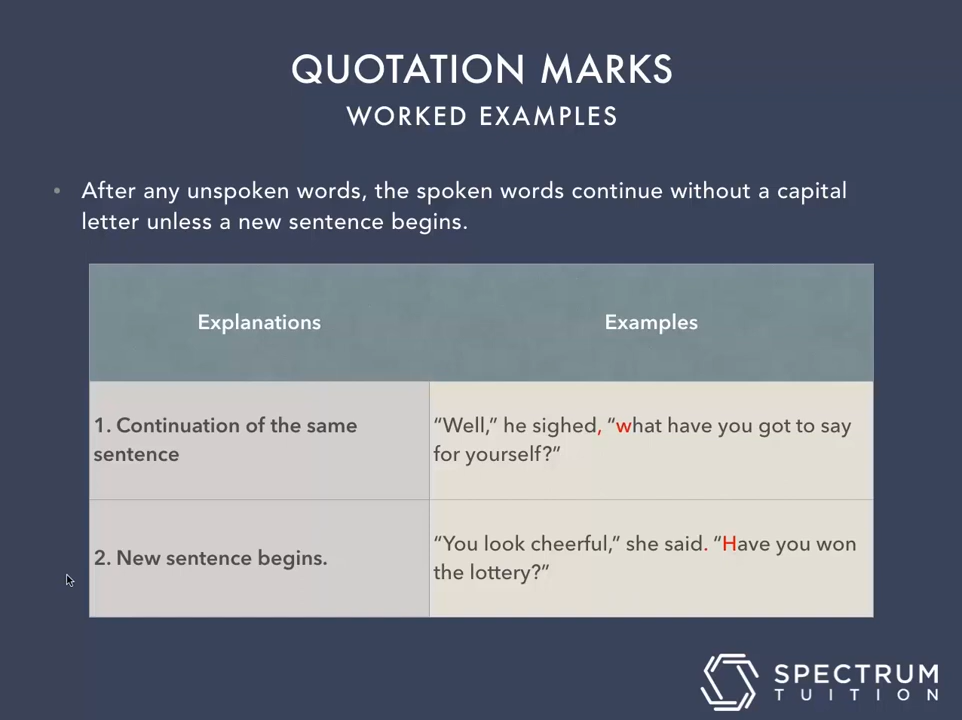 QUOTATION MARKS
WORKED EXAMPLES
• After any unspoken words, the spoken words continue without a capital
letter unless a new sentence begins.
Explanations
Examples
1. Continuation of the same
sentence
“Well,” he sighed, “what have you got to say
for yourself?”
2. New sentence begins.
“You look cheerful,” she said. “Have you won
the lottery?”
SPECTRUM
TUITION